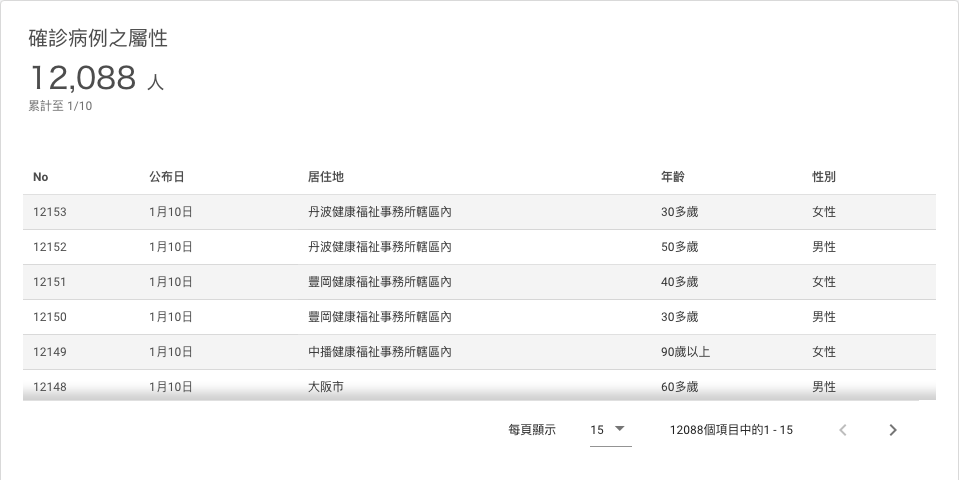 確診病例之屬性
12,088 人
累計至 1/10
No 公布日 居住地 年齡 性別
12153 1月10日 丹波健康福祉事務所轄區內 30多歲 女性
12152 1月10日 丹波健康福祉事務所轄區內 50多歲 男性
12151 1月10日 豐岡健康福祉事務所轄區內 40多歲 女性
12150 1月10日 豐岡健康福祉事務所轄區內 30多歲 男性
12149 1月10日 中播健康福祉事務所轄區內 90歲以上 女性
12148 1月10日 大阪市 60多歲 男性
每頁顯示 15 12088個項目中的1 - 15